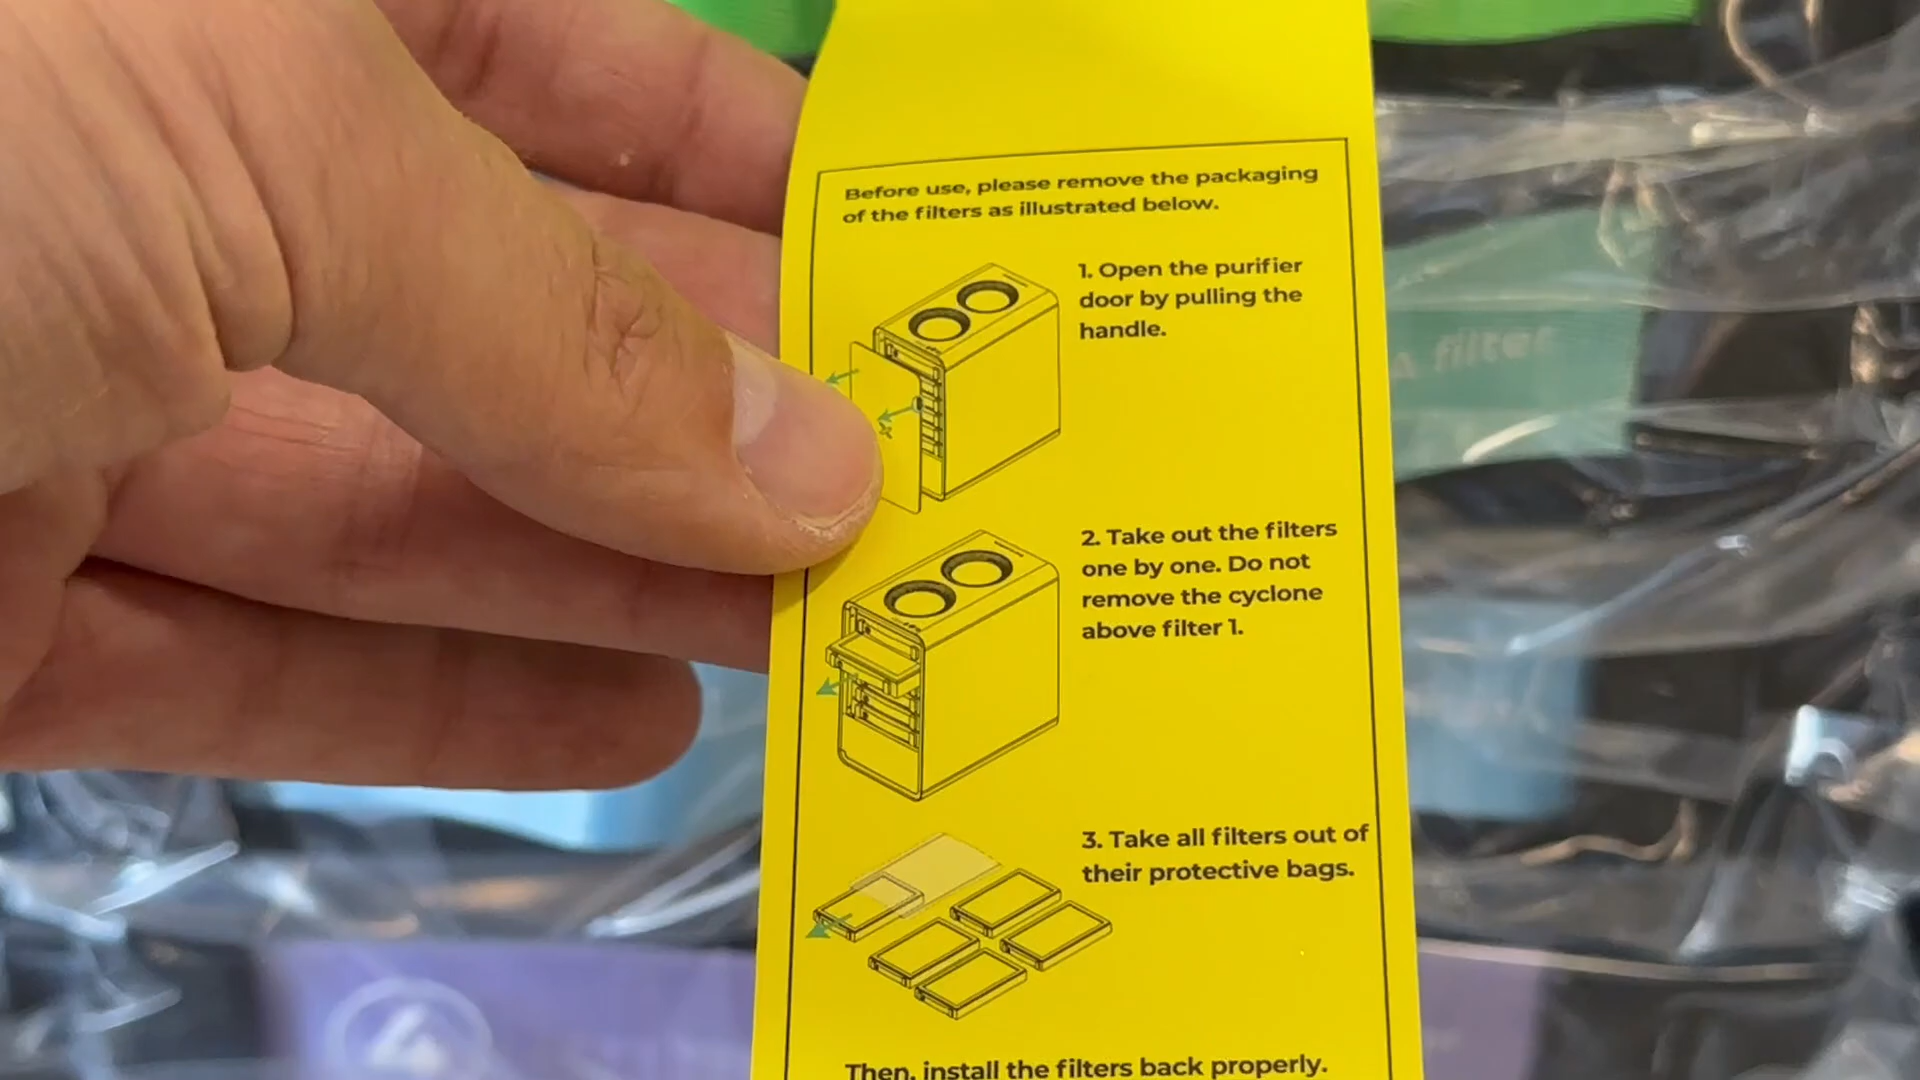 Before use, please remove the packaging
of the filters as illustrated below.
1. Open the purifier
door by pulling the
handle.
2. Take out the filters
one by one. Do not
remove the cyclone
above filter 1.
3. Take all filters out of
their protective bags.
Then, install the filters back properly.
A filter
4